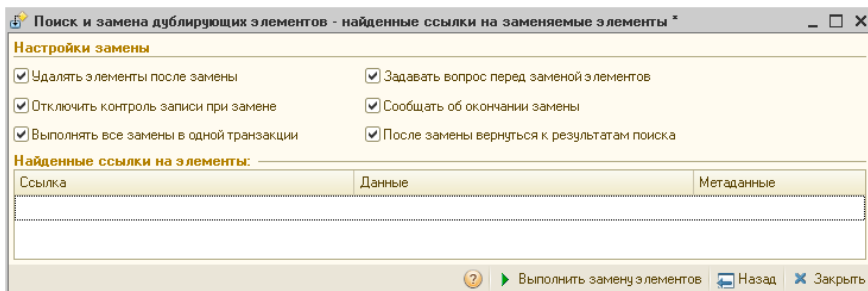 Поиск и замена дублирующих элементов - найденные ссылки на заменяемые элементы *
Настройки замены
Удалять элементы после замены
Задавать вопрос перед заменой элементов
Отключить контроль записи при замене
Сообщать об окончании замены
Выполнять все замены в одной транзакции
После замены вернуться к результатам поиска
Найденные ссылки на элементы:
Ссылка Данные Метаданные
? Выполнить замену элементов Назад Закрыть